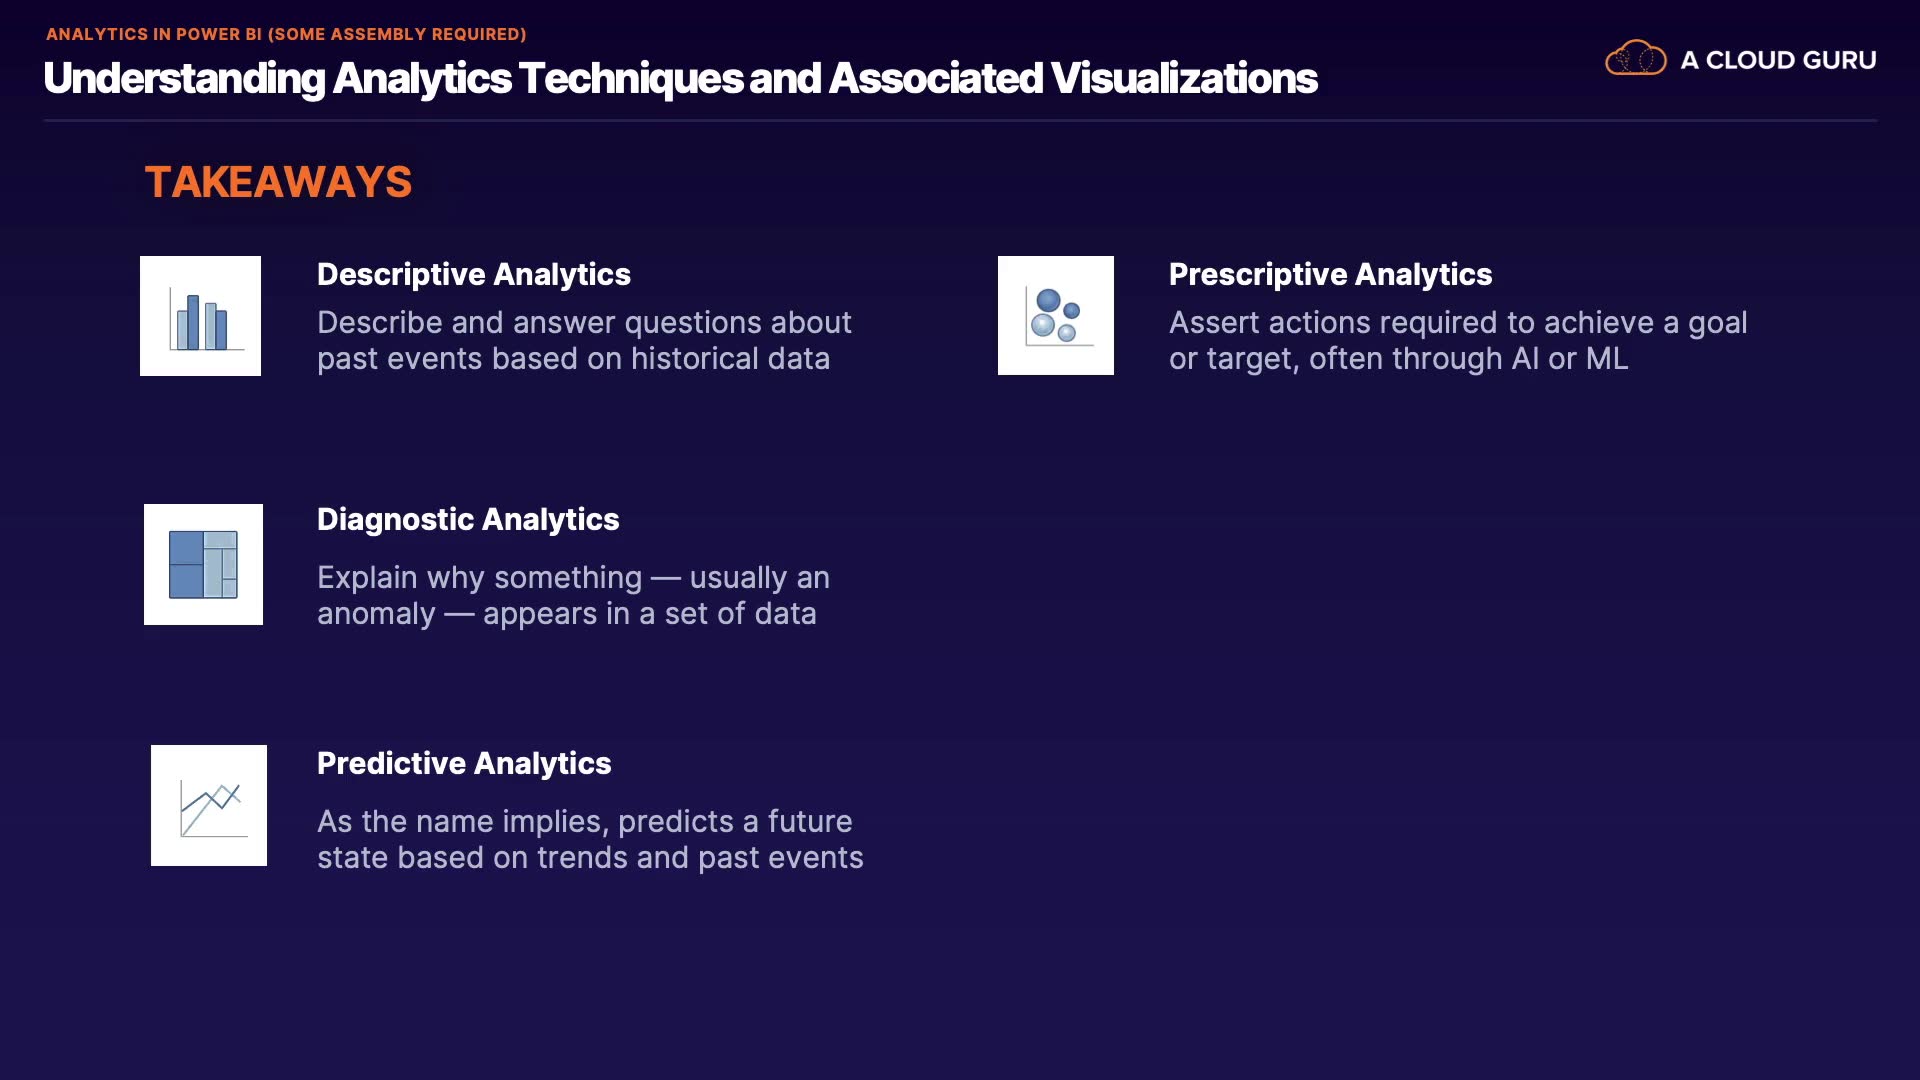 ANALYTICS IN POWER BI (SOME ASSEMBLY REQUIRED)
Understanding Analytics Techniques and Associated Visualizations
A CLOUD GURU
TAKEAWAYS
Descriptive Analytics
Describe and answer questions about
past events based on historical data
Diagnostic Analytics
Explain why something — usually an
anomaly — appears in a set of data
Predictive Analytics
As the name implies, predicts a future
state based on trends and past events
Prescriptive Analytics
Assert actions required to achieve a goal
or target, often through AI or ML